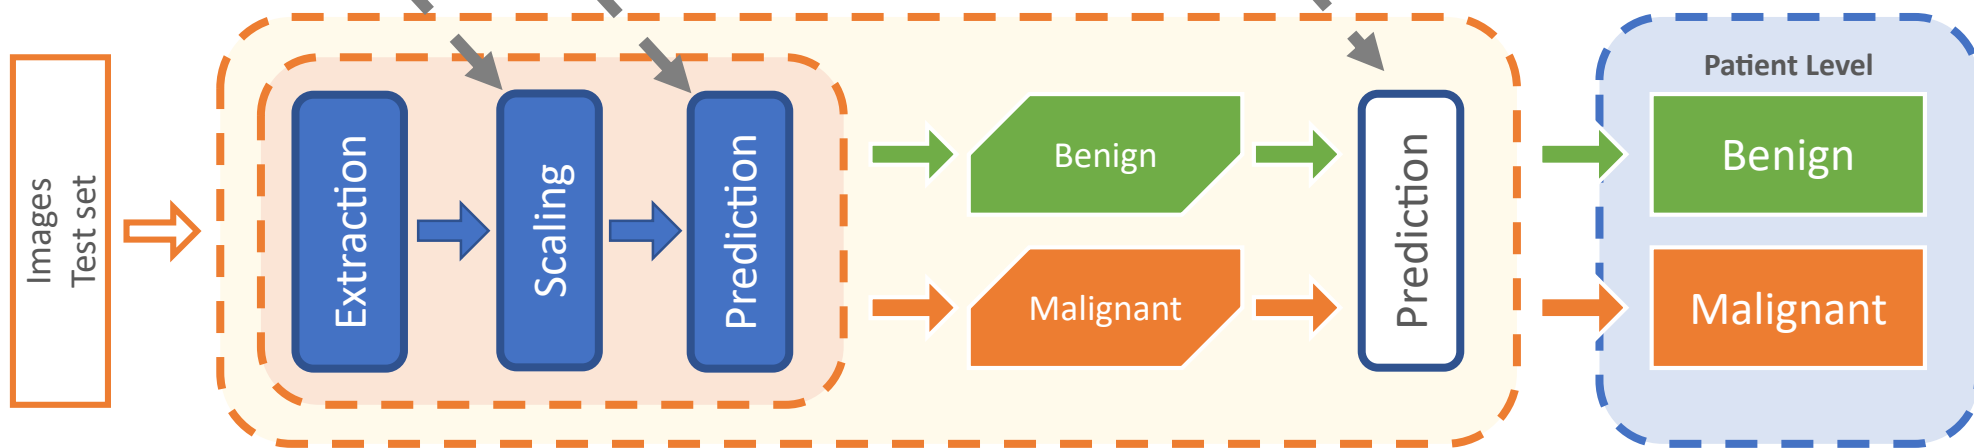 Images
Test set
Extraction
Scaling
Prediction
Benign
Malignant
Prediction
Patient Level
Benign
Malignant